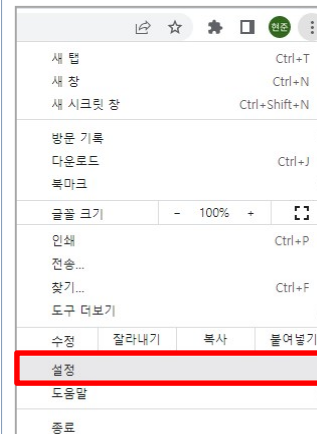 현준
새 탭 Ctrl+T
새 창 Ctrl+N
새 시크릿 창 Ctrl+Shift+N
방문 기록
다운로드 Ctrl+J
북마크
글꼴 크기 - 100% +
인쇄 Ctrl+P
전송...
찾기... Ctrl+F
도구 더보기
수정 잘라내기 복사 붙여넣기
설정
도움말
종료